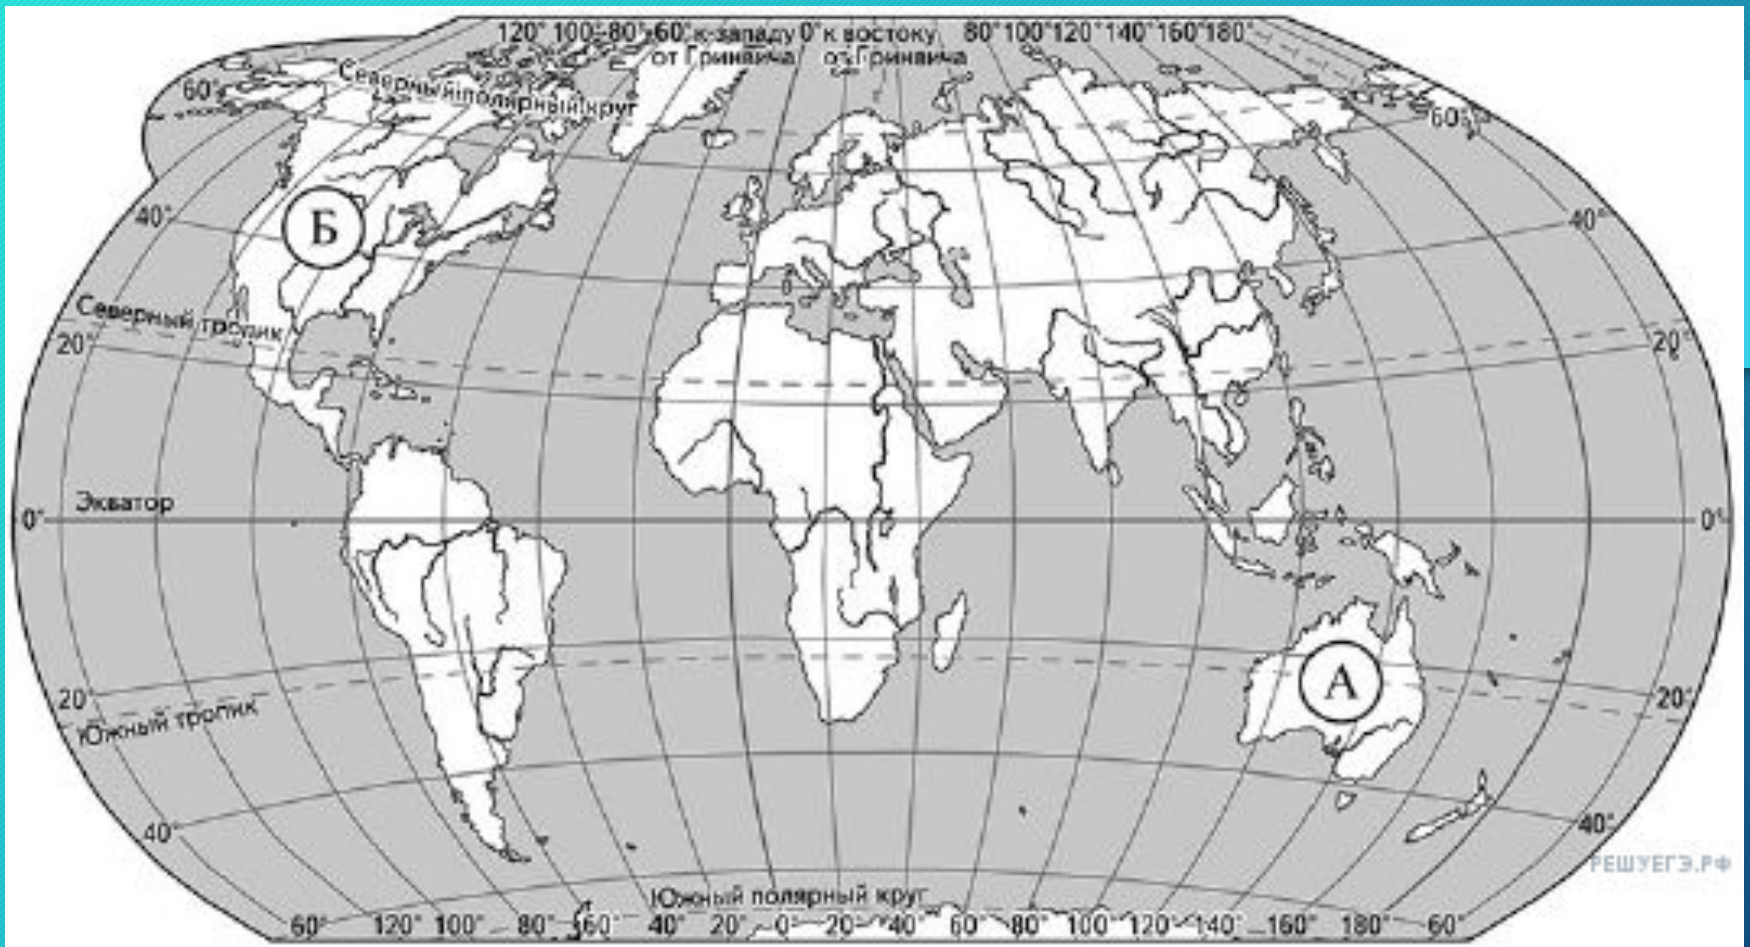 120° 100° 80° 60° к западу 0° к востоку 80° 100° 120° 140° 160° 180°
от Гринвича от Гринвича
Северный полярный круг
60° 60°
Б
40° 40°
Северный тропик
20° 20°
Экватор
0° 0°
А
20° 20°
Южный тропик
40° 40°
РЕШУЕГЭ.РФ
Южный полярный круг
60° 120° 100° 80° 60° 40° 20° 0° 20° 40° 60° 80° 100° 120° 140° 160° 180° 60°